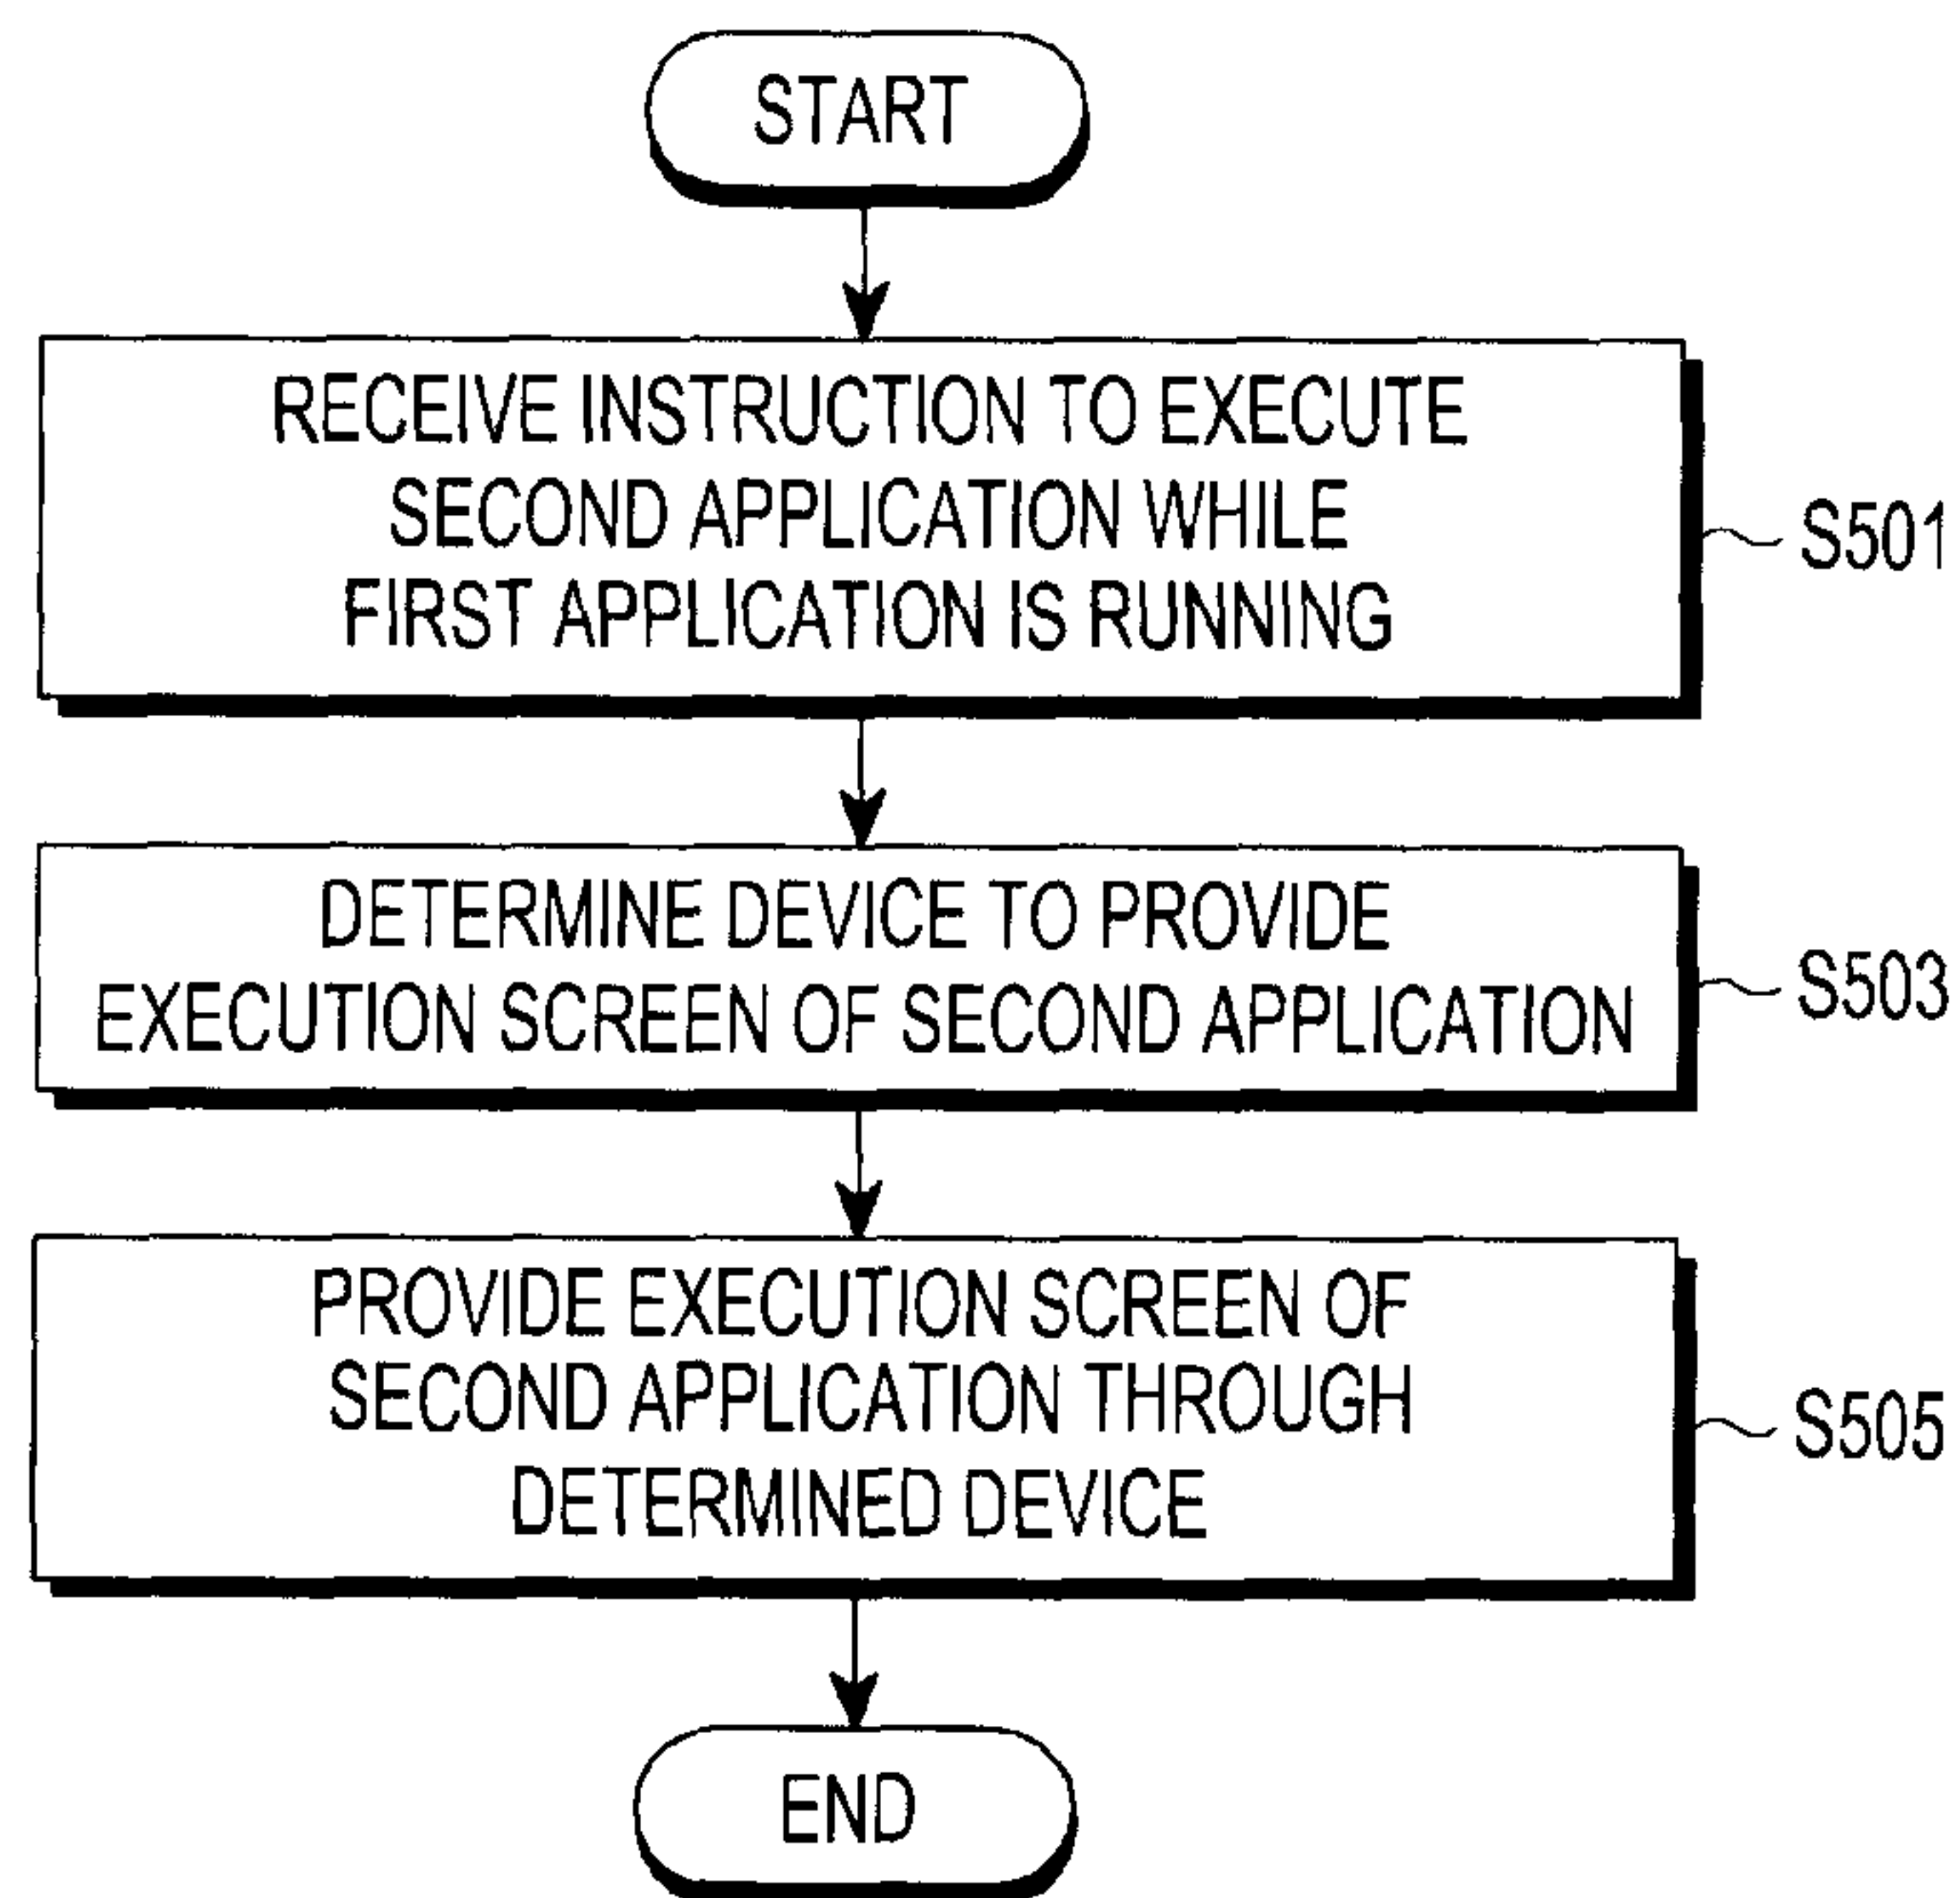 START
RECEIVE INSTRUCTION TO EXECUTE
SECOND APPLICATION WHILE
FIRST APPLICATION IS RUNNING
S501
DETERMINE DEVICE TO PROVIDE
EXECUTION SCREEN OF SECOND APPLICATION
S503
PROVIDE EXECUTION SCREEN OF
SECOND APPLICATION THROUGH
DETERMINED DEVICE
S505
END